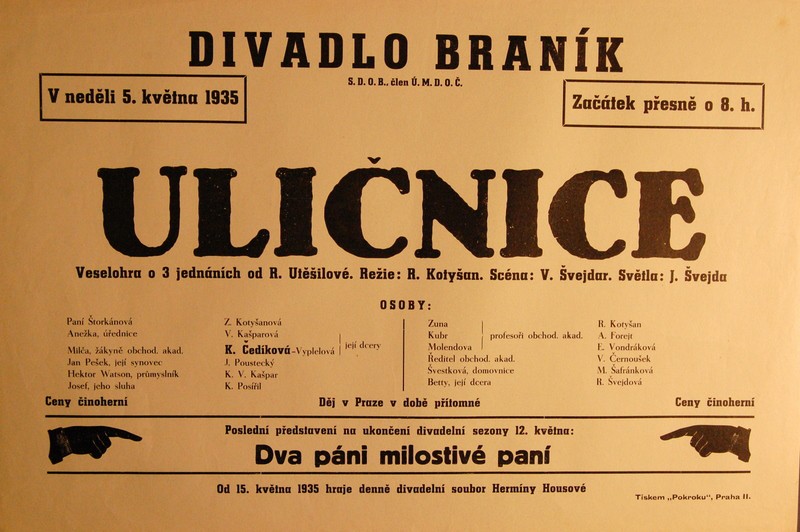 DIVADLO BRANÍK
S. D. O. B., člen Ú. M. D. O. Č.
V neděli 5. května 1935
Začátek přesně o 8. h.
ULIČNICE
Veselohra o 3 jednáních od R. Utěšilové. Režie: R. Kotyšan. Scéna: V. Švejdar. Světla: J. Švejda
OSOBY:
Paní Štorkánová Z. Kotyšanová
Anežka, úřednice V. Kašparová
Milča, žákyně obchod. akad. K. Čedíková-Vyplelová
její dcery
Jan Pešek, její synovec J. Poustecký
Hektor Watson, průmyslník K. V. Kašpar
Josef, jeho sluha K. Posířil
Zuna R. Kotyšan
Kubr profesoři obchod. akad. A. Forejt
Molendova E. Vondráková
Ředitel obchod. akad. V. Černoušek
Švestková, domovnice M. Šafránková
Betty, její dcera R. Švejdová
Ceny činoherní Děj v Praze v době přítomné Ceny činoherní
Poslední představení na ukončení divadelní sezony 12. května:
Dva páni milostivé paní
Od 15. května 1935 hraje denně divadelní soubor Hermíny Housové
Tiskem „Pokroku“, Praha II.